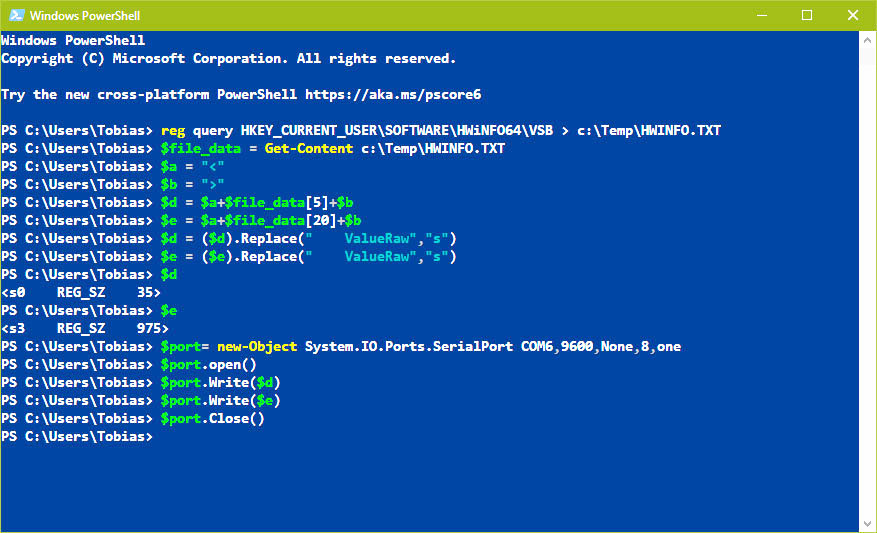 Windows PowerShell
Windows PowerShell
Copyright (C) Microsoft Corporation. All rights reserved.
Try the new cross-platform PowerShell https://aka.ms/pscore6
PS C:\Users\Tobias> reg query HKEY_CURRENT_USER\SOFTWARE\HWiNFO64\VSB > c:\Temp\HWINFO.TXT
PS C:\Users\Tobias> $file_data = Get-Content c:\Temp\HWINFO.TXT
PS C:\Users\Tobias> $a = "<"
PS C:\Users\Tobias> $b = ">"
PS C:\Users\Tobias> $d = $a+$file_data[5]+$b
PS C:\Users\Tobias> $e = $a+$file_data[20]+$b
PS C:\Users\Tobias> $d = ($d).Replace("    ValueRaw","s")
PS C:\Users\Tobias> $e = ($e).Replace("    ValueRaw","s")
PS C:\Users\Tobias> $d
<s0    REG_SZ    35>
PS C:\Users\Tobias> $e
<s3    REG_SZ    975>
PS C:\Users\Tobias> $port= new-Object System.IO.Ports.SerialPort COM6,9600,None,8,one
PS C:\Users\Tobias> $port.open()
PS C:\Users\Tobias> $port.Write($d)
PS C:\Users\Tobias> $port.Write($e)
PS C:\Users\Tobias> $port.Close()
PS C:\Users\Tobias>